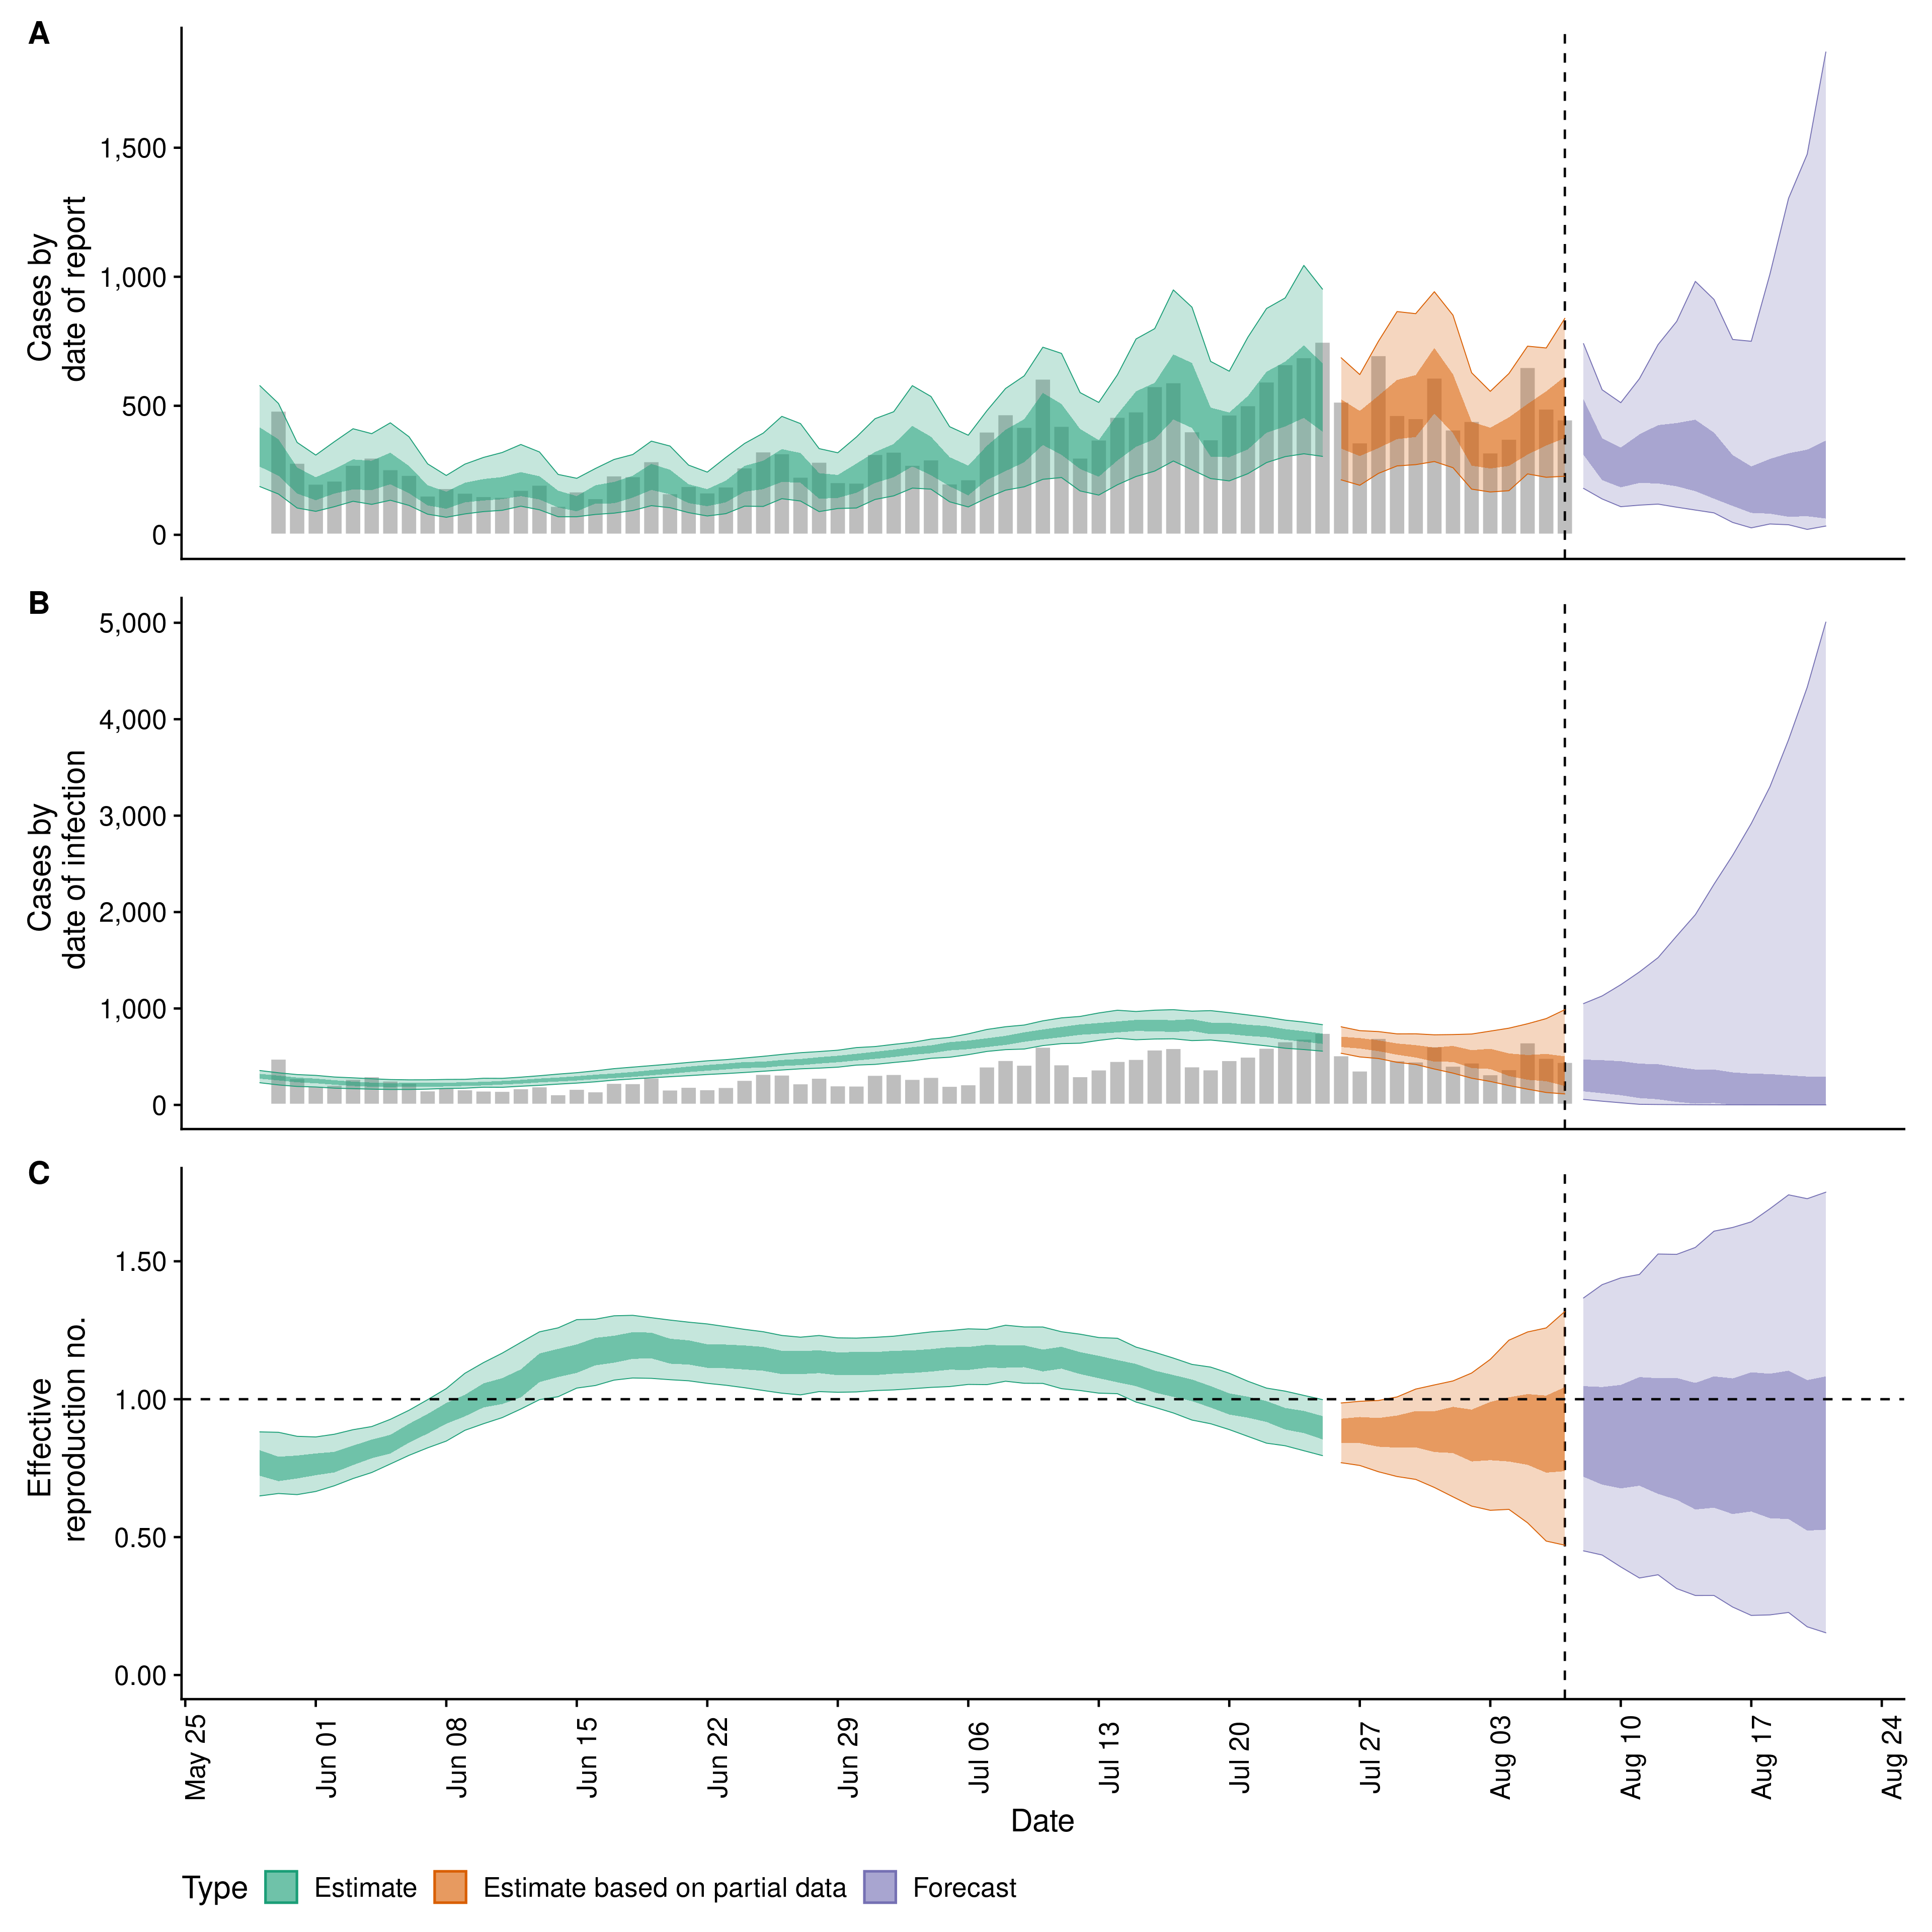 A
Cases by
date of report
1,500
1,000
500
0
B
Cases by
date of infection
5,000
4,000
3,000
2,000
1,000
0
C
Effective
reproduction no.
1.50
1.00
0.50
0.00
May 25
Jun 01
Jun 08
Jun 15
Jun 22
Jun 29
Jul 06
Jul 13
Jul 20
Jul 27
Aug 03
Aug 10
Aug 17
Aug 24
Date
Type Estimate Estimate based on partial data Forecast